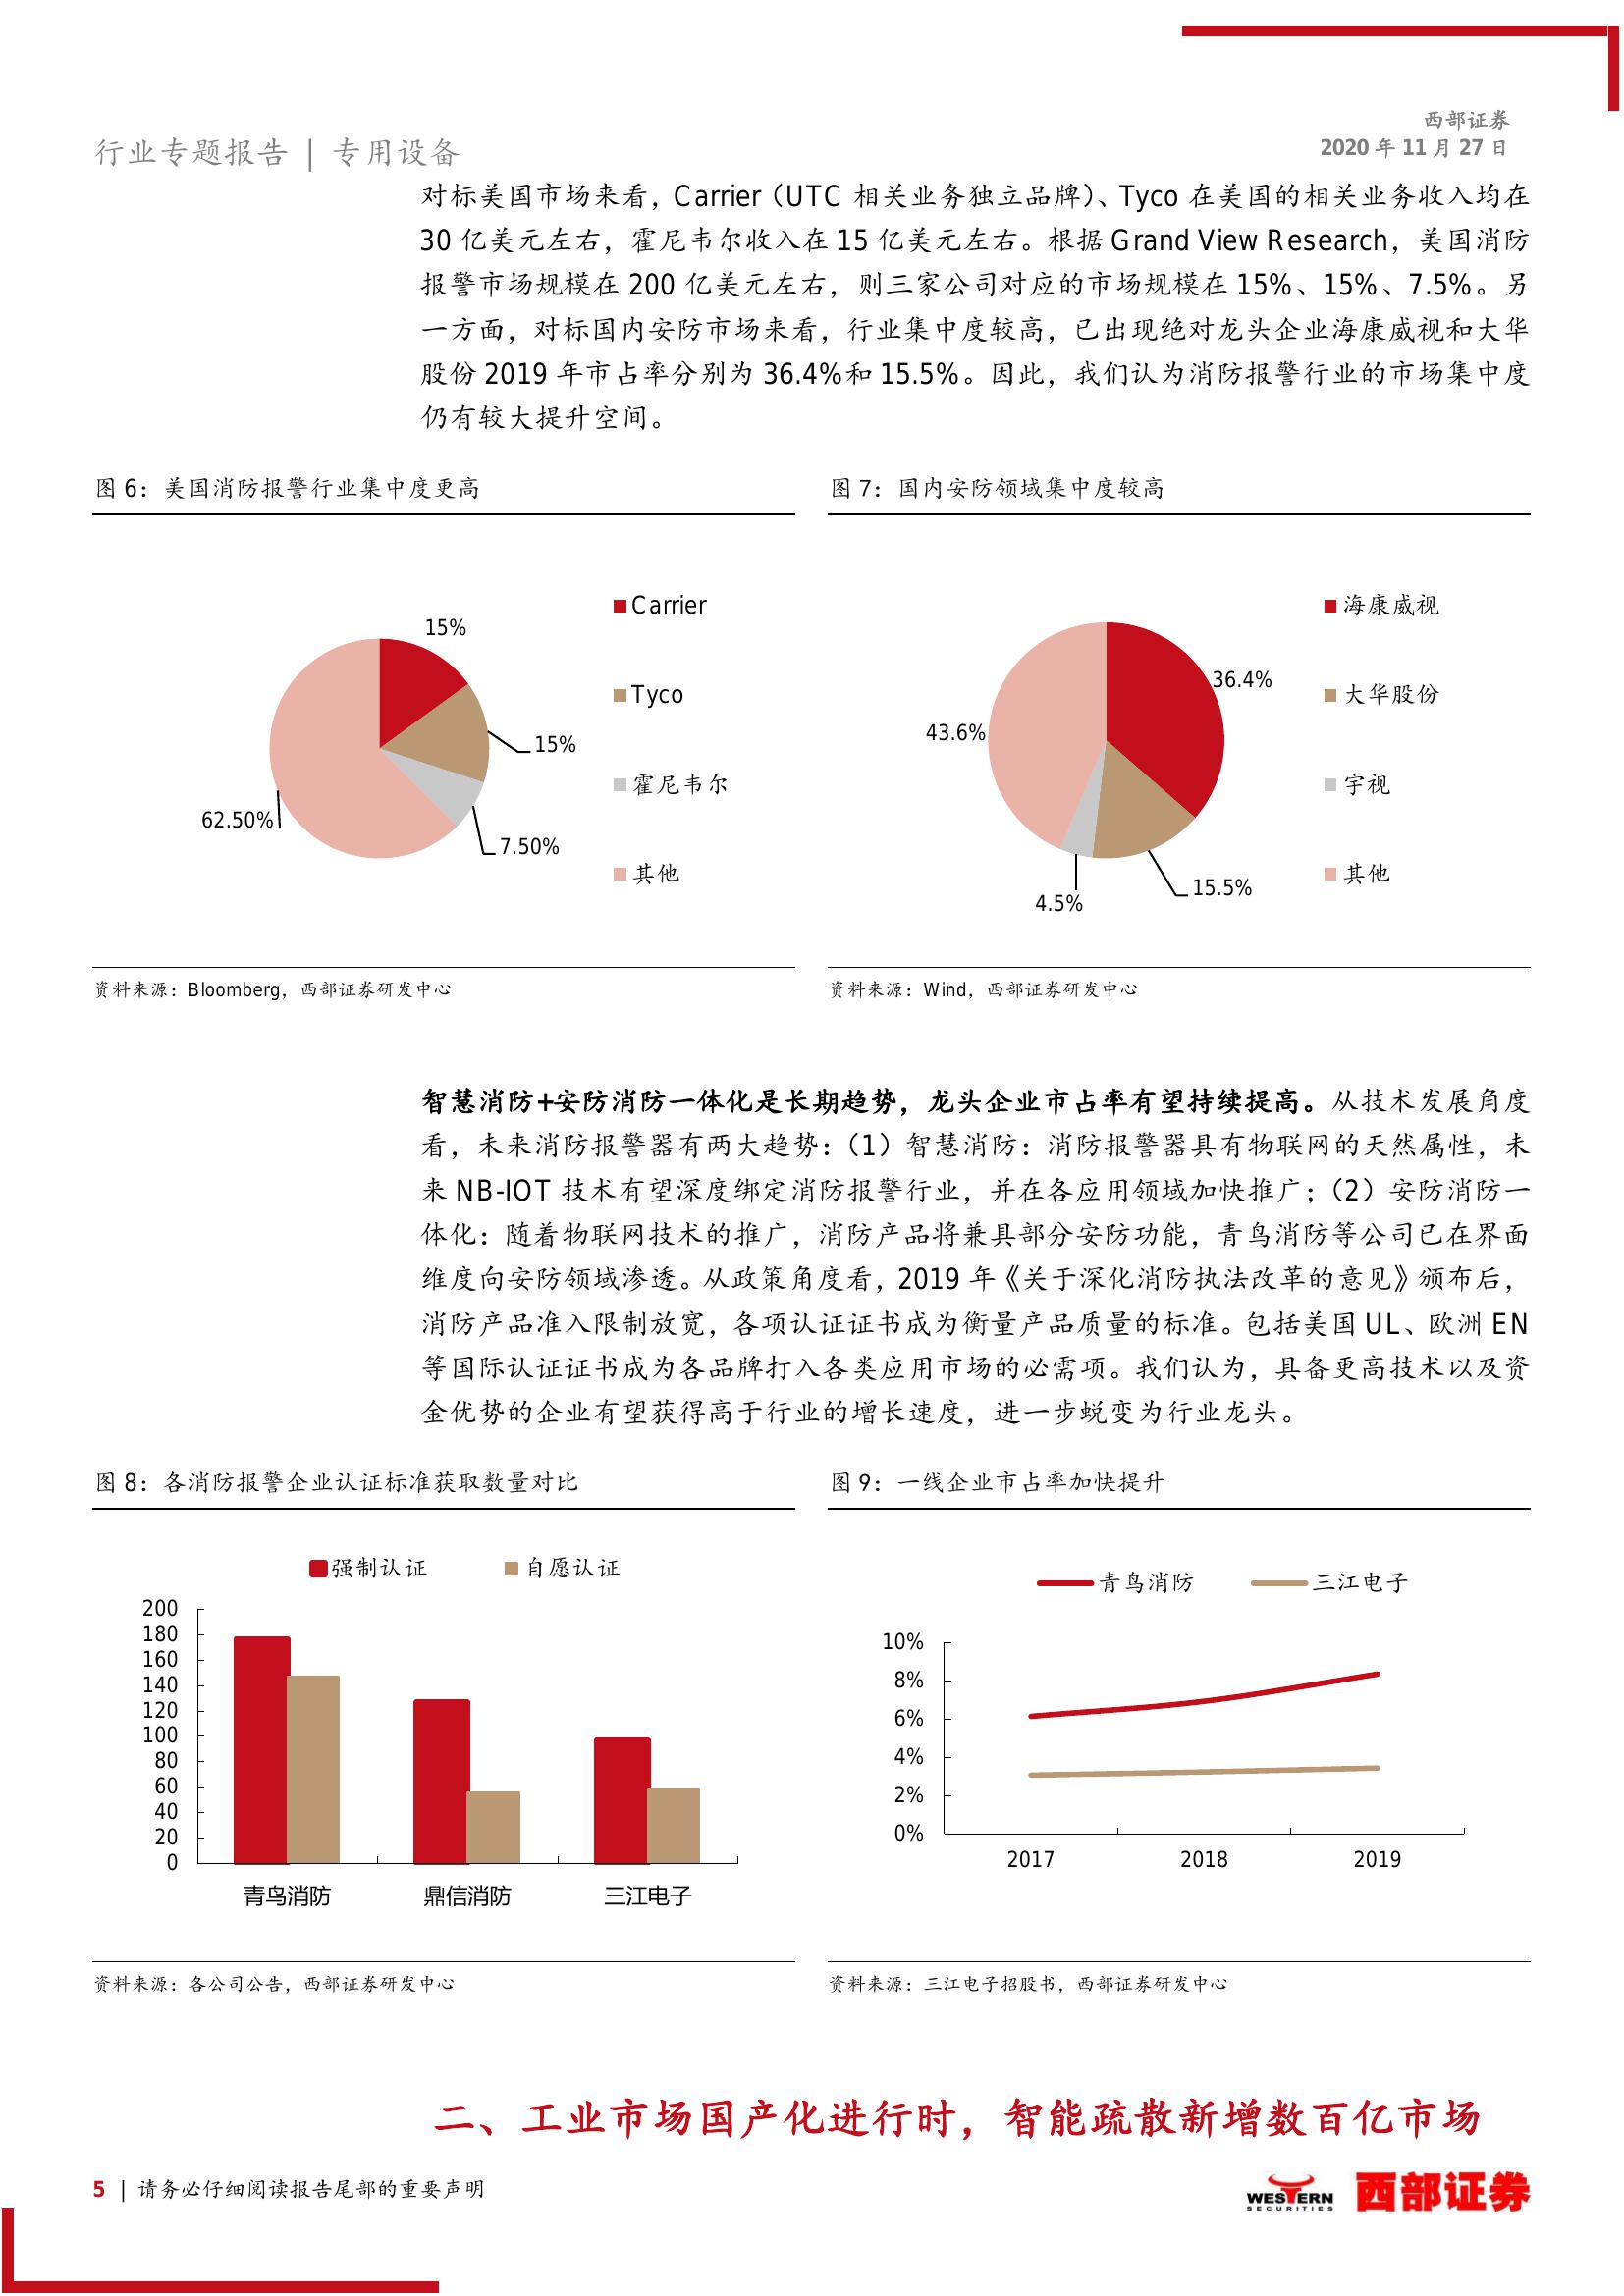 西部证券
行业专题报告 | 专用设备
2020 年 11 月 27 日
对标美国市场来看，Carrier（UTC 相关业务独立品牌）、Tyco 在美国的相关业务收入均在
30 亿美元左右，霍尼韦尔收入在 15 亿美元左右。根据 Grand View Research，美国消防
报警市场规模在 200 亿美元左右，则三家公司对应的市场规模在 15%、15%、7.5%。另
一方面，对标国内安防市场来看，行业集中度较高，已出现绝对龙头企业海康威视和大华
股份 2019 年市占率分别为 36.4%和 15.5%。因此，我们认为消防报警行业的市场集中度
仍有较大提升空间。
图 6：美国消防报警行业集中度更高
15%
15%
7.50%
62.50%
Carrier
Tyco
霍尼韦尔
其他
资料来源：Bloomberg，西部证券研发中心
图 7：国内安防领域集中度较高
36.4%
15.5%
4.5%
43.6%
海康威视
大华股份
宇视
其他
资料来源：Wind，西部证券研发中心
智慧消防+安防消防一体化是长期趋势，龙头企业市占率有望持续提高。从技术发展角度
看，未来消防报警器有两大趋势：（1）智慧消防：消防报警器具有物联网的天然属性，未
来 NB-IOT 技术有望深度绑定消防报警行业，并在各应用领域加快推广；（2）安防消防一
体化：随着物联网技术的推广，消防产品将兼具部分安防功能，青鸟消防等公司已在界面
维度向安防领域渗透。从政策角度看，2019 年《关于深化消防执法改革的意见》颁布后，
消防产品准入限制放宽，各项认证证书成为衡量产品质量的标准。包括美国 UL、欧洲 EN
等国际认证证书成为各品牌打入各类应用市场的必需项。我们认为，具备更高技术以及资
金优势的企业有望获得高于行业的增长速度，进一步蜕变为行业龙头。
图 8：各消防报警企业认证标准获取数量对比
强制认证 自愿认证
200
180
160
140
120
100
80
60
40
20
0
青鸟消防 鼎信消防 三江电子
资料来源：各公司公告，西部证券研发中心
图 9：一线企业市占率加快提升
青鸟消防 三江电子
10%
8%
6%
4%
2%
0%
2017 2018 2019
资料来源：三江电子招股书，西部证券研发中心
二、工业市场国产化进行时，智能疏散新增数百亿市场
5 | 请务必仔细阅读报告尾部的重要声明
WESTERN
SECURITIES
西部证券